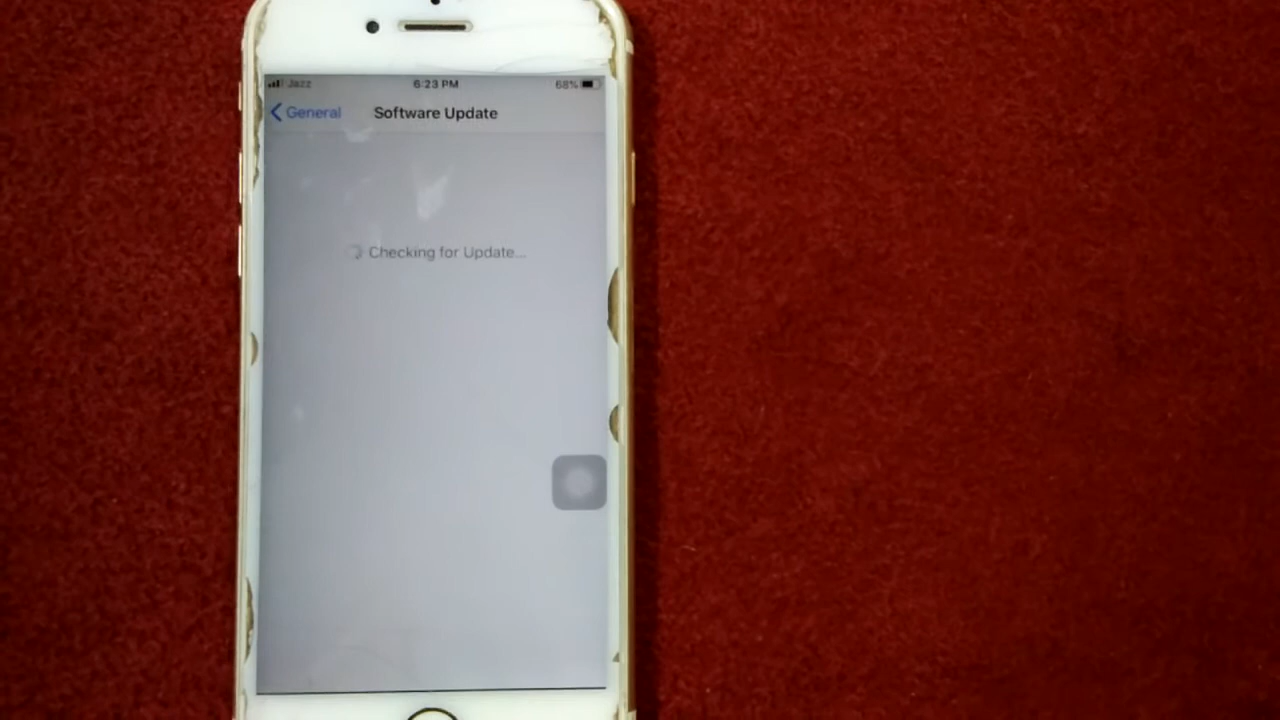 Jazz 6:23 PM 68%
General Software Update
Checking for Update...